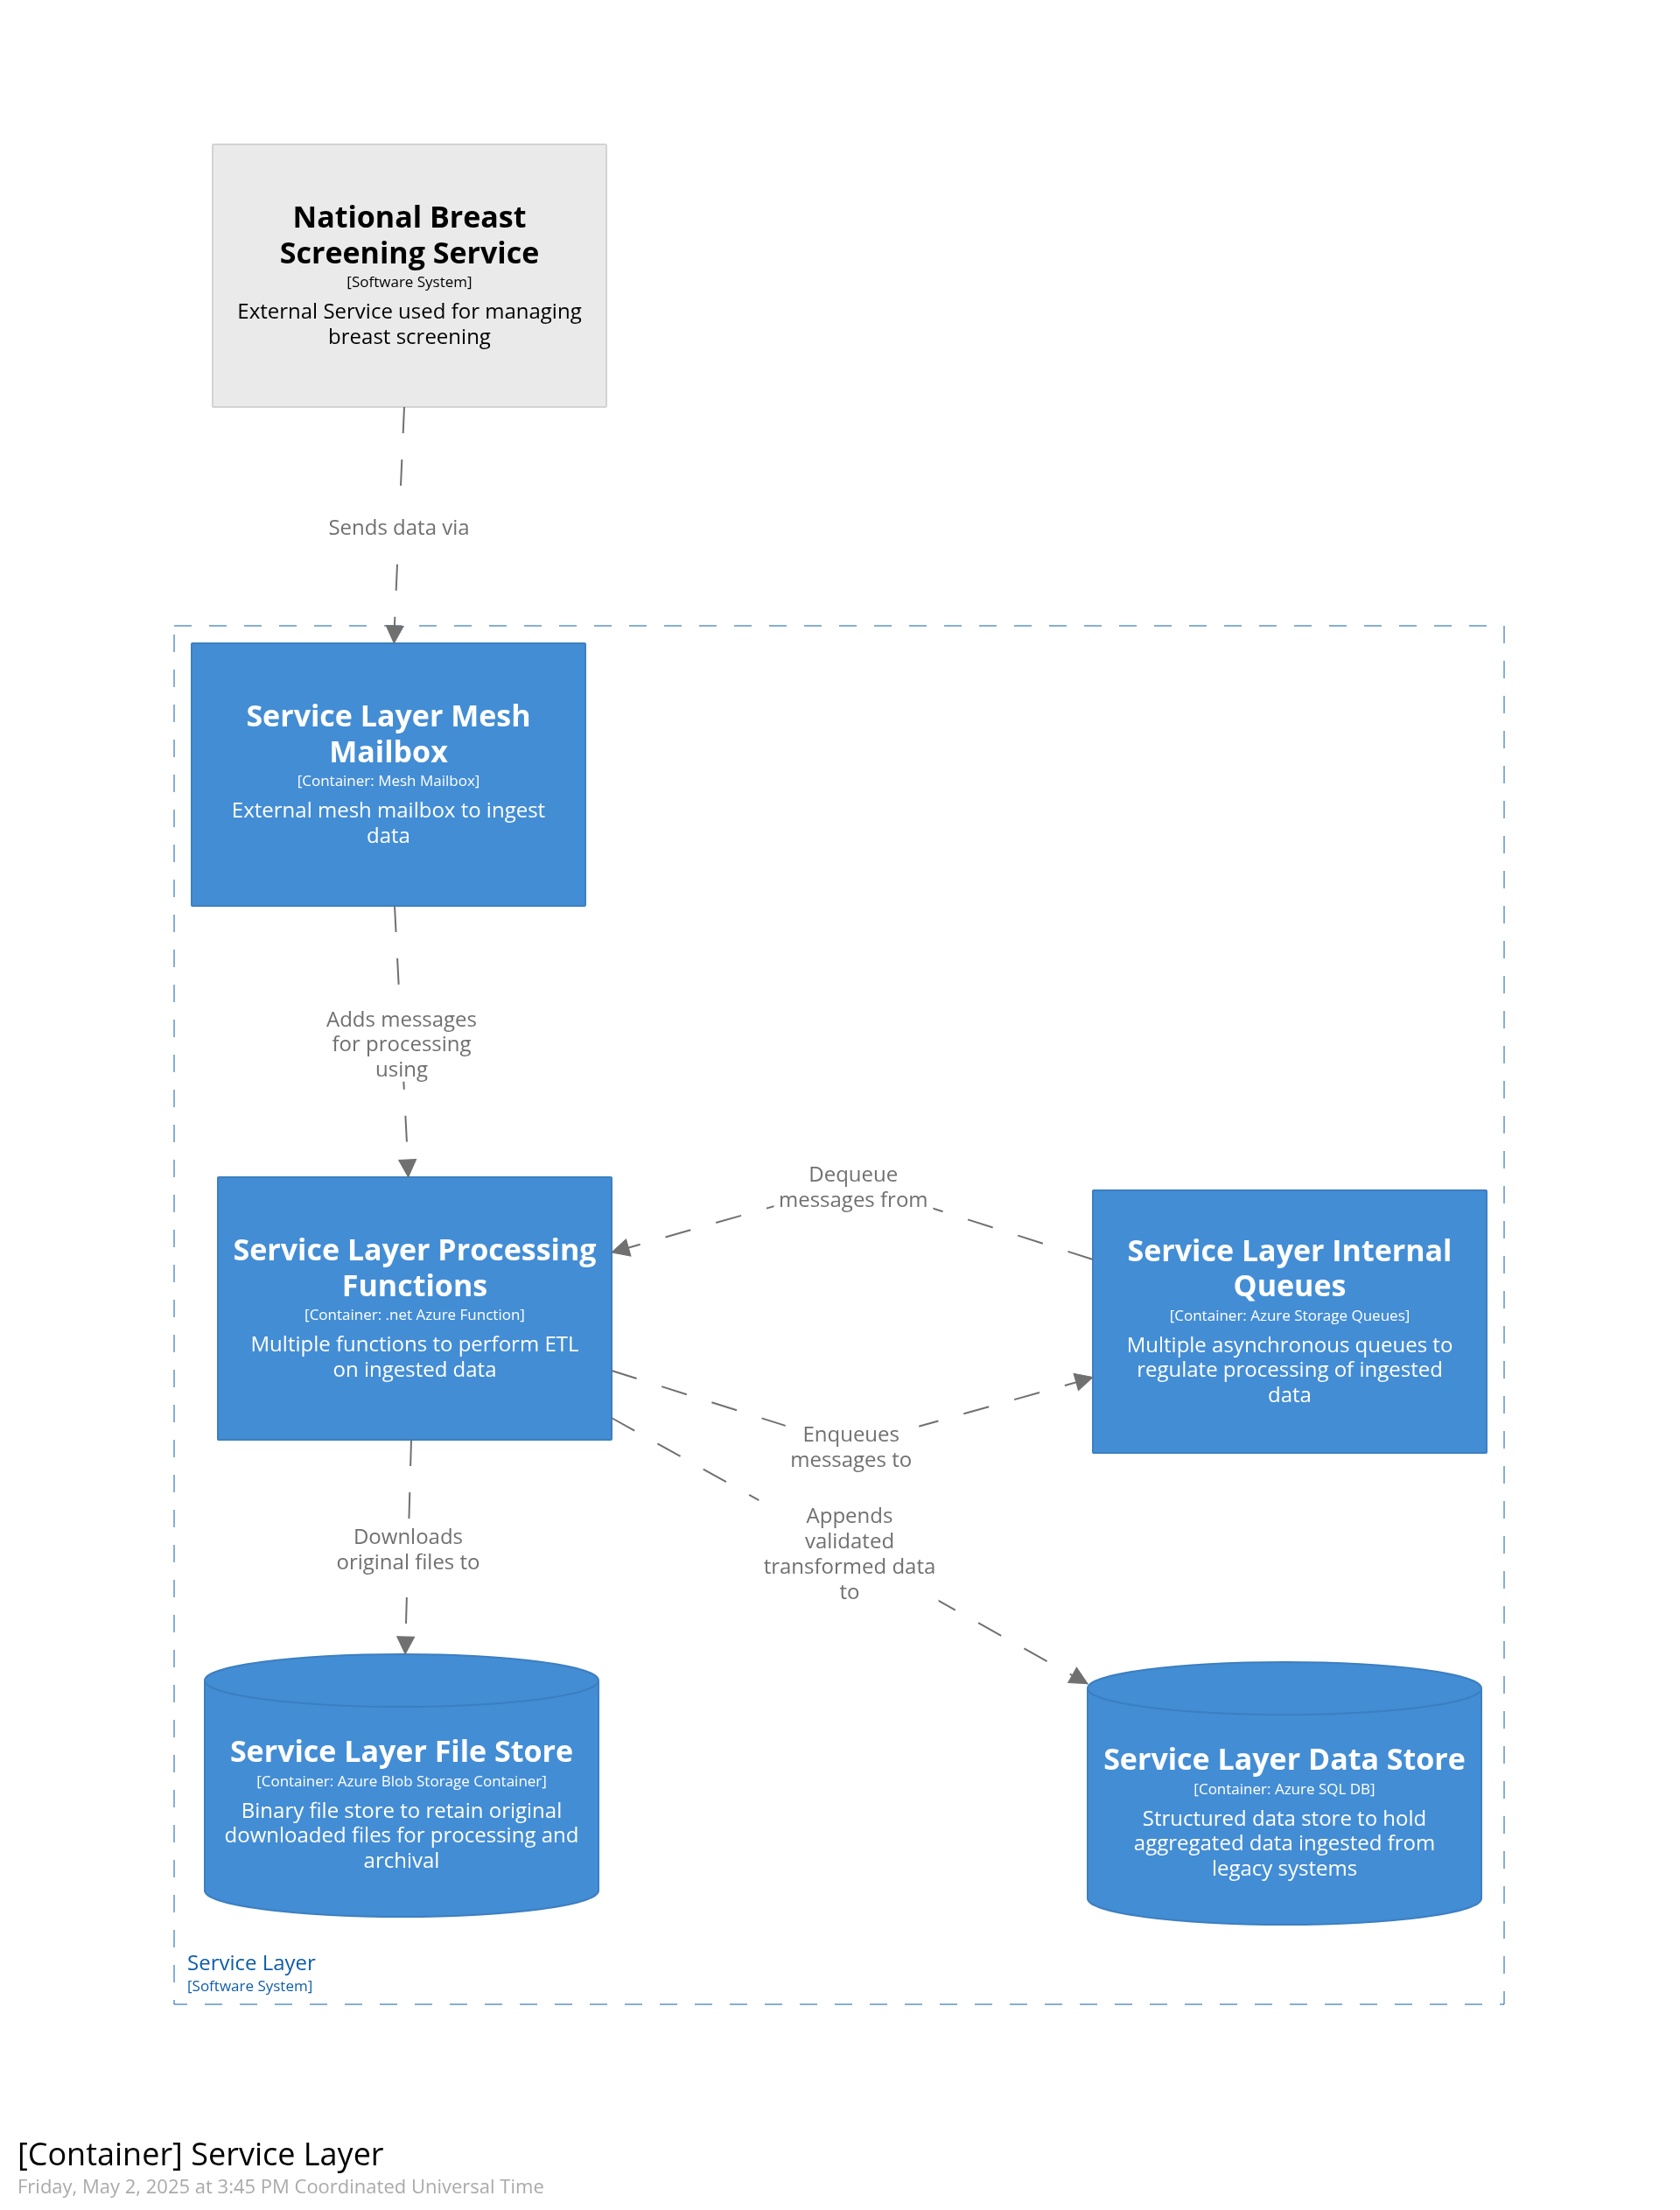 National Breast
Screening Service
[Software System]
External Service used for managing
breast screening
Sends data via
Service Layer Mesh
Mailbox
[Container: Mesh Mailbox]
External mesh mailbox to ingest
data
Adds messages
for processing
using
Dequeue
messages from
Service Layer Processing
Functions
[Container: .net Azure Function]
Multiple functions to perform ETL
on ingested data
Service Layer Internal
Queues
[Container: Azure Storage Queues]
Multiple asynchronous queues to
regulate processing of ingested
data
Enqueues
messages to
Downloads
original files to
Appends
validated
transformed data
to
Service Layer File Store
[Container: Azure Blob Storage Container]
Binary file store to retain original
downloaded files for processing and
archival
Service Layer Data Store
[Container: Azure SQL DB]
Structured data store to hold
aggregated data ingested from
legacy systems
Service Layer
[Software System]
[Container] Service Layer
Friday, May 2, 2025 at 3:45 PM Coordinated Universal Time